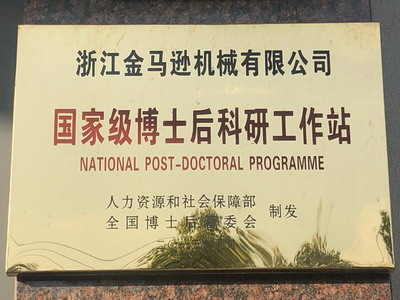 浙江金马逊机械有限公司
国家级博士后科研工作站
NATIONAL POST-DOCTORAL PROGRAMME
人力资源和社会保障部
全国博士后 委会 制发